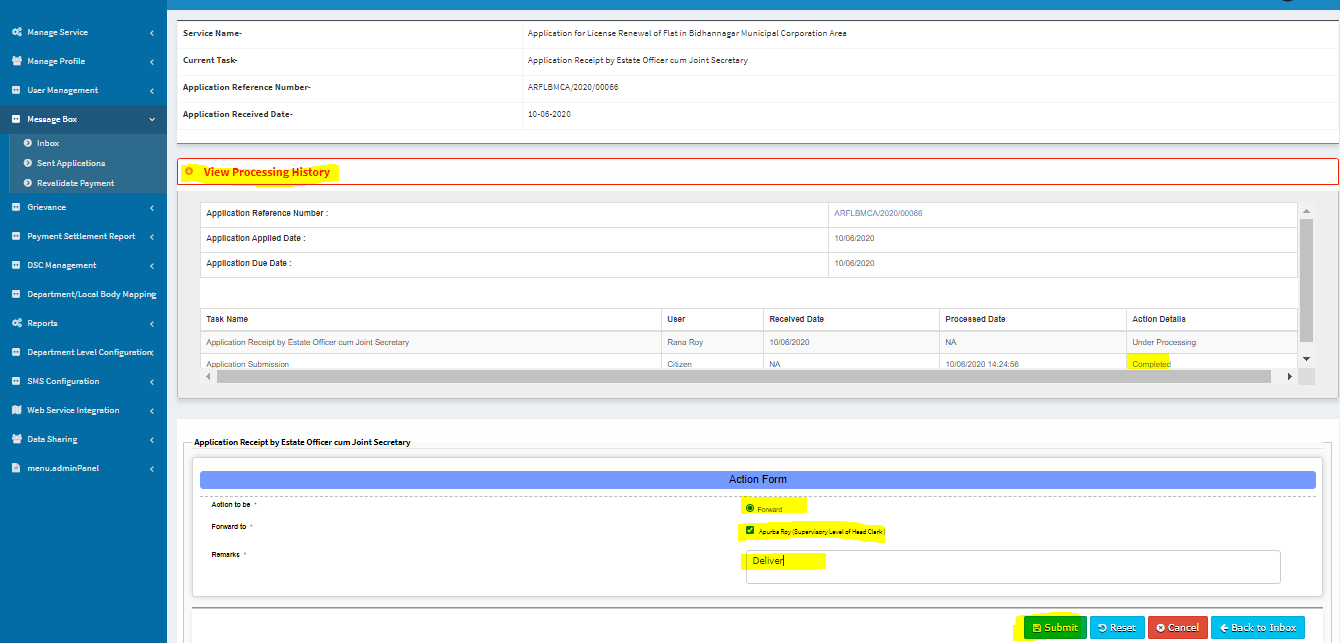 Manage Service
Manage Profile
User Management
Message Box
Inbox
Sent Applications
Revalidate Payment
Grievance
Payment Settlement Report
DSC Management
Department/Local Body Mapping
Reports
Department Level Configuration
SMS Configuration
Web Service Integration
Data Sharing
menu.adminPanel
Service Name- Application for License Renewal of Flat in Bidhannagar Municipal Corporation Area
Current Task- Application Receipt by Estate Officer cum Joint Secretary
Application Reference Number- ARFLBMCA/2020/00066
Application Received Date- 10-06-2020
View Processing History
Application Reference Number : ARFLBMCA/2020/00066
Application Applied Date : 10/06/2020
Application Due Date : 10/06/2020
Task Name User Received Date Processed Date Action Details
Application Receipt by Estate Officer cum Joint Secretary Rana Roy 10/06/2020 NA Under Processing
Application Submission Citizen NA 10/06/2020 14:24:56 Completed
Application Receipt by Estate Officer cum Joint Secretary
Action Form
Action to be * Forward
Forward to * Apurba Roy (Supervisory Level of Head Clerk )
Remarks * Deliver
Submit Reset Cancel Back to Inbox